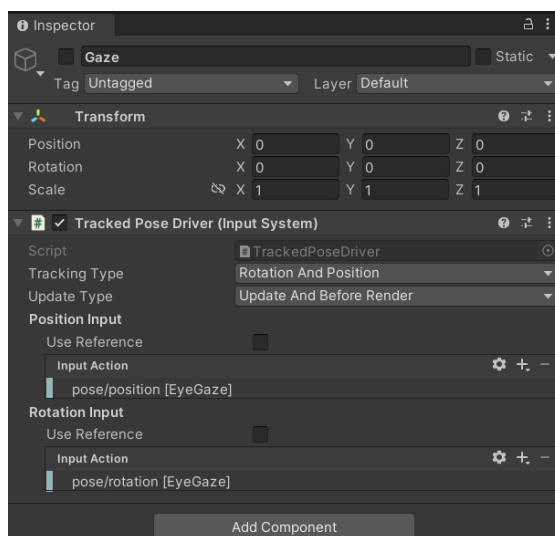 Inspector
Gaze Static
Tag Untagged Layer Default
Transform
Position X 0 Y 0 Z 0
Rotation X 0 Y 0 Z 0
Scale X 1 Y 1 Z 1
# Tracked Pose Driver (Input System)
Script # TrackedPoseDriver
Tracking Type Rotation And Position
Update Type Update And Before Render
Position Input
Use Reference
Input Action
pose/position [EyeGaze]
Rotation Input
Use Reference
Input Action
pose/rotation [EyeGaze]
Add Component